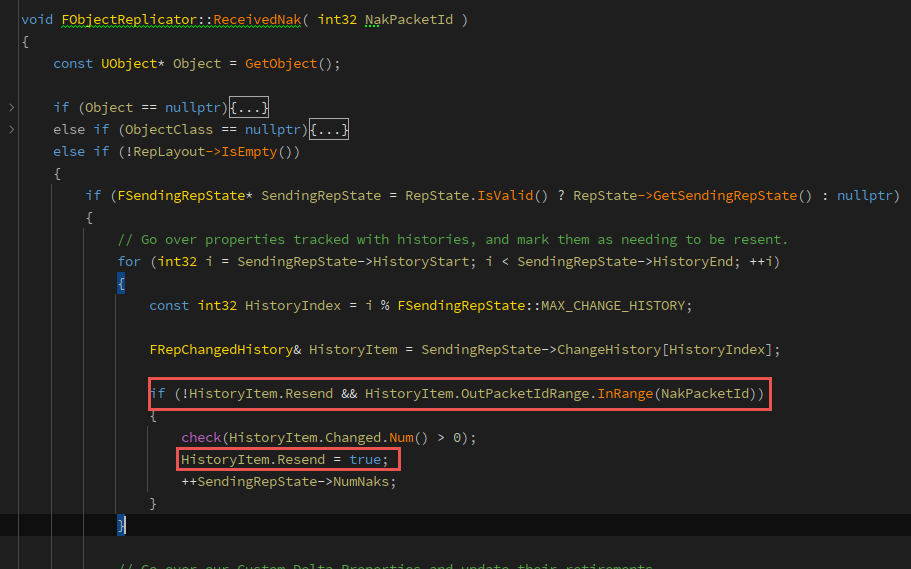 void FObjectReplicator::ReceivedNak( int32 NakPacketId )
{
const UObject* Object = GetObject();
if (Object == nullptr){...}
else if (ObjectClass == nullptr){...}
else if (!RepLayout->IsEmpty())
{
if (FSendingRepState* SendingRepState = RepState.IsValid() ? RepState->GetSendingRepState() : nullptr)
{
// Go over properties tracked with histories, and mark them as needing to be resent.
for (int32 i = SendingRepState->HistoryStart; i < SendingRepState->HistoryEnd; ++i)
{
const int32 HistoryIndex = i % FSendingRepState::MAX_CHANGE_HISTORY;
FRepChangedHistory& HistoryItem = SendingRepState->ChangeHistory[HistoryIndex];
if (!HistoryItem.Resend && HistoryItem.OutPacketIdRange.InRange(NakPacketId))
{
check(HistoryItem.Changed.Num() > 0);
HistoryItem.Resend = true;
++SendingRepState->NumNaks;
}
}
// Go over our Custom Delta Properties and update their retirements